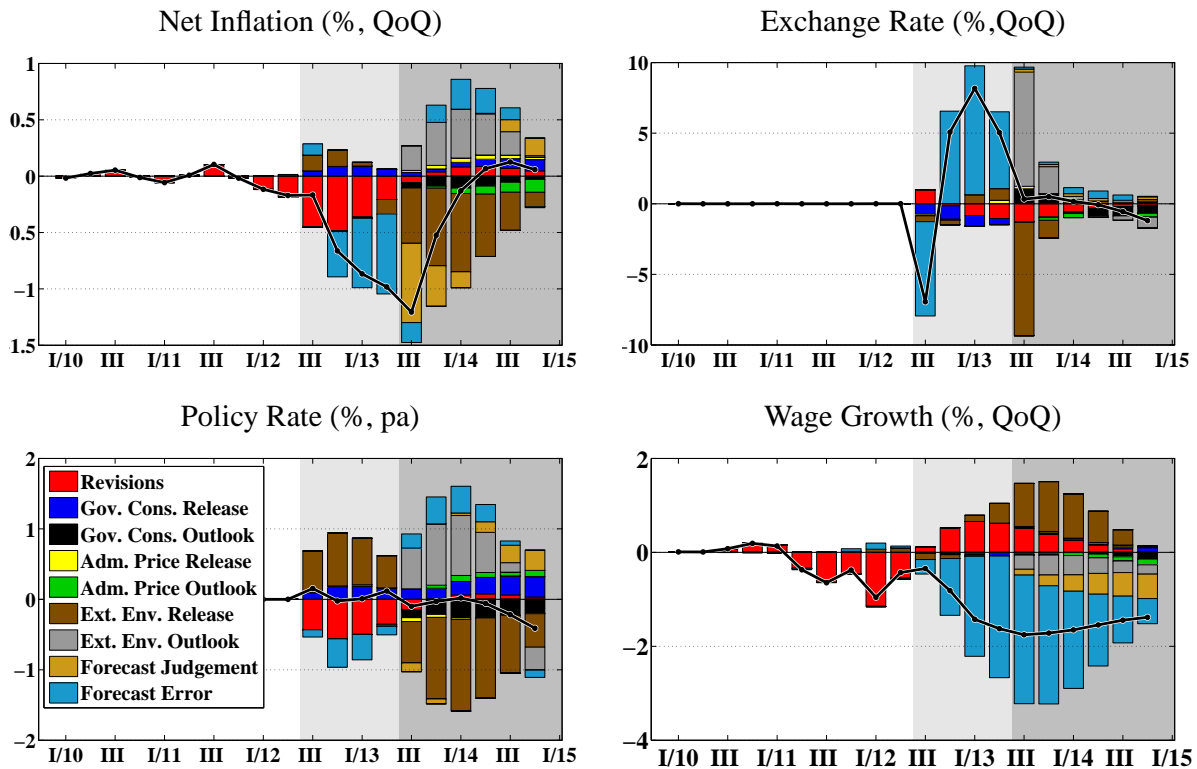 Net Inflation (%, QoQ)
1
0.5
0
0.5
−1
1.5
I/10 III I/11 III I/12 III I/13 III I/14 III I/15
Exchange Rate (%,QoQ)
10
5
0
−5
−10
I/10 III I/11 III I/12 III I/13 III I/14 III I/15
Policy Rate (%, pa)
2
1
0
−1
−2
Revisions
Gov. Cons. Release
Gov. Cons. Outlook
Adm. Price Release
Adm. Price Outlook
Ext. Env. Release
Ext. Env. Outlook
Forecast Judgement
Forecast Error
I/10 III I/11 III I/12 III I/13 III I/14 III I/15
Wage Growth (%, QoQ)
2
0
−2
−4
I/10 III I/11 III I/12 III I/13 III I/14 III I/15